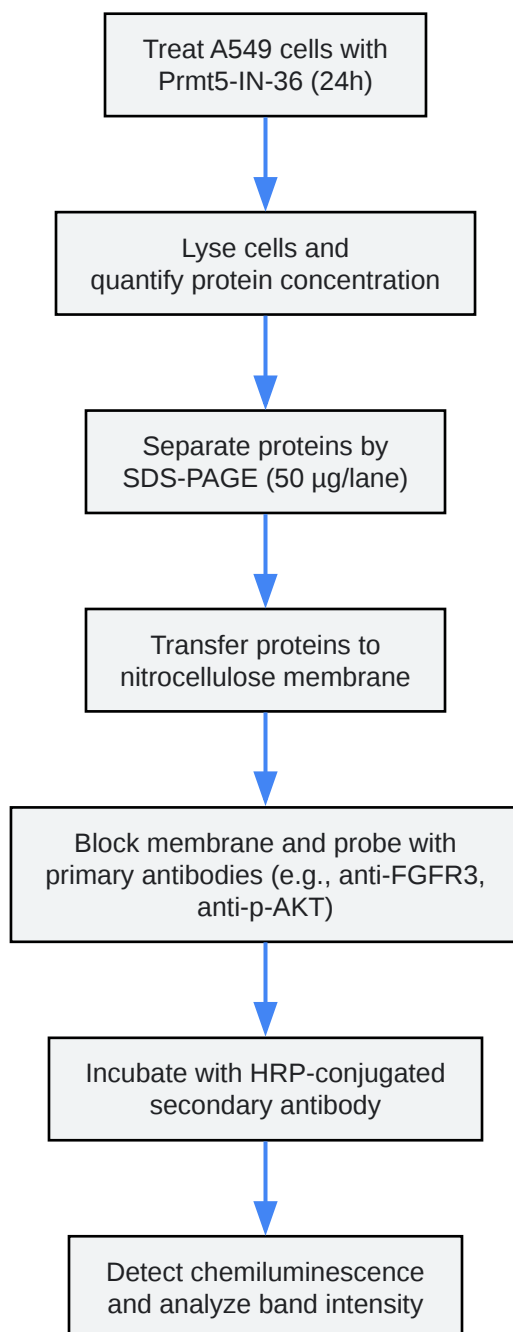 Treat A549 cells with
Prmt5-IN-36 (24h)
Lyse cells and
quantify protein concentration
Separate proteins by
SDS-PAGE (50 µg/lane)
Transfer proteins to
nitrocellulose membrane
Block membrane and probe with
primary antibodies (e.g., anti-FGFR3,
anti-p-AKT)
Incubate with HRP-conjugated
secondary antibody
Detect chemiluminescence
and analyze band intensity